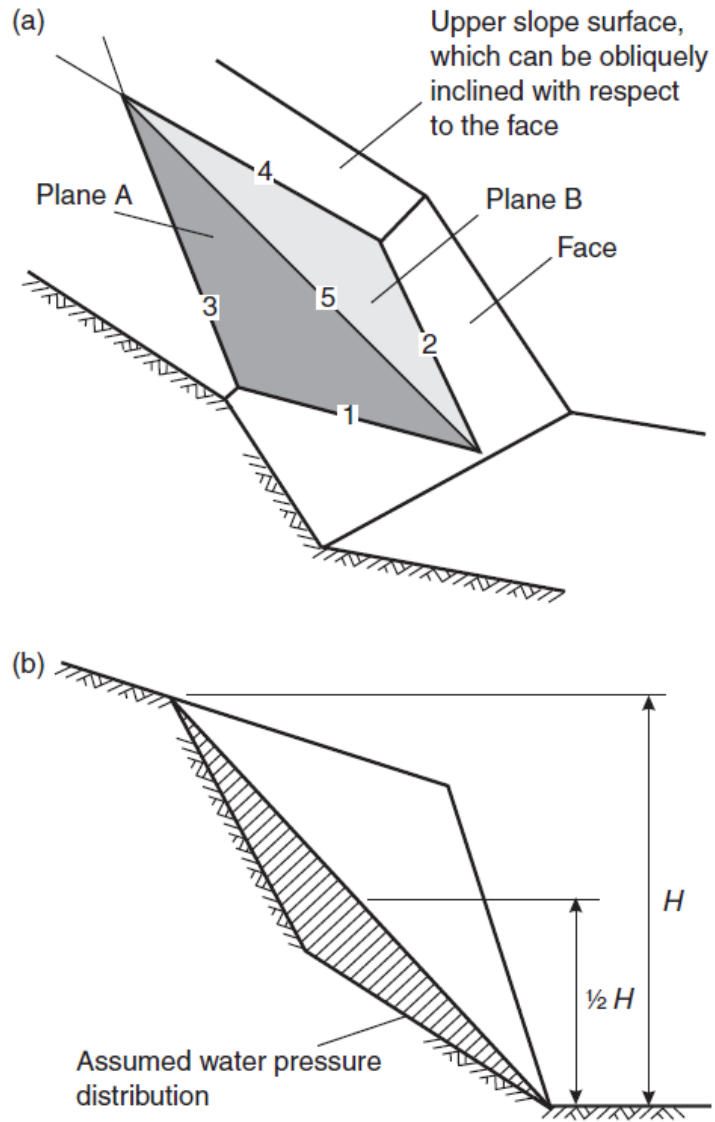 (a)
Upper slope surface,
which can be obliquely
inclined with respect
to the face
4
Plane A
Plane B
Face
3
5
2
1
(b)
H
½ H
Assumed water pressure
distribution